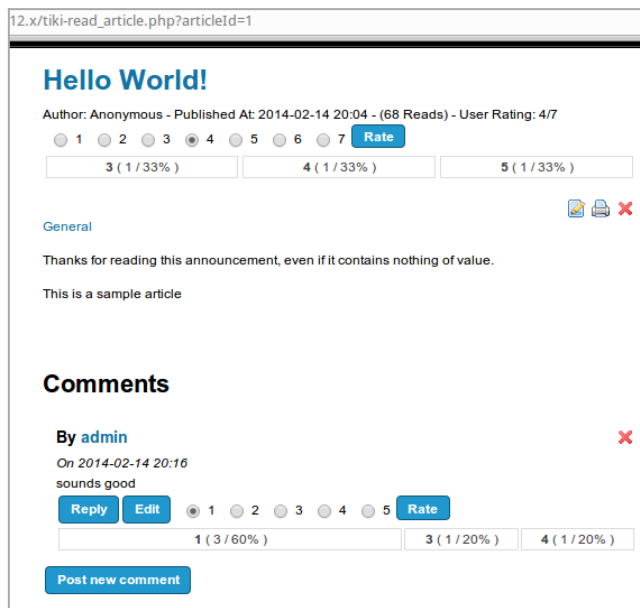 12.x/tiki-read_article.php?articleId=1
Hello World!
Author: Anonymous - Published At: 2014-02-14 20:04 - (68 Reads) - User Rating: 4/7
1 2 3 4 5 6 7 Rate
3 ( 1 / 33% ) 4 ( 1 / 33% ) 5 ( 1 / 33% )
General
Thanks for reading this announcement, even if it contains nothing of value.
This is a sample article
Comments
By admin
On 2014-02-14 20:16
sounds good
Reply Edit 1 2 3 4 5 Rate
1 ( 3 / 60% ) 3 ( 1 / 20% ) 4 ( 1 / 20% )
Post new comment